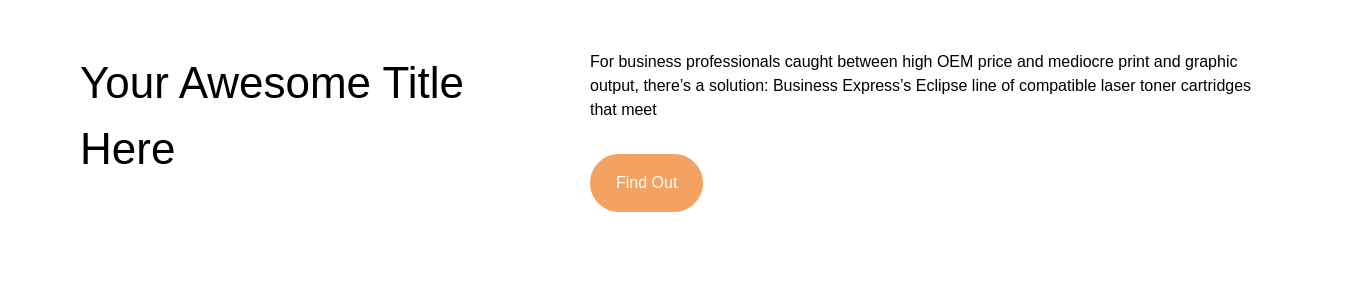 Your Awesome Title
Here
For business professionals caught between high OEM price and mediocre print and graphic
output, there’s a solution: Business Express’s Eclipse line of compatible laser toner cartridges
that meet
Find Out